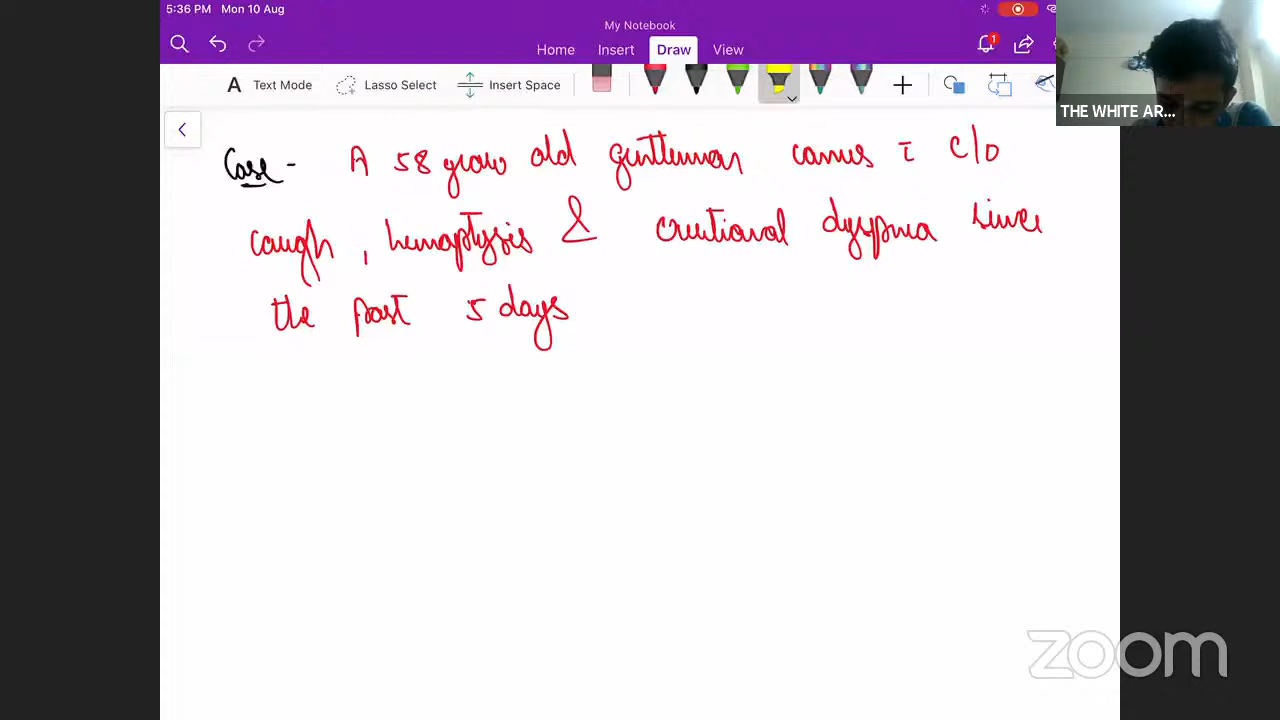 5:36 PM Mon 10 Aug
My Notebook
Home Insert Draw View
1
A Text Mode Lasso Select Insert Space
THE WHITE AR...
Case - A 58 year old gentleman comes c̄ c/o
cough, hemoptysis & exertional dyspnea since
the past 5 days
zoom